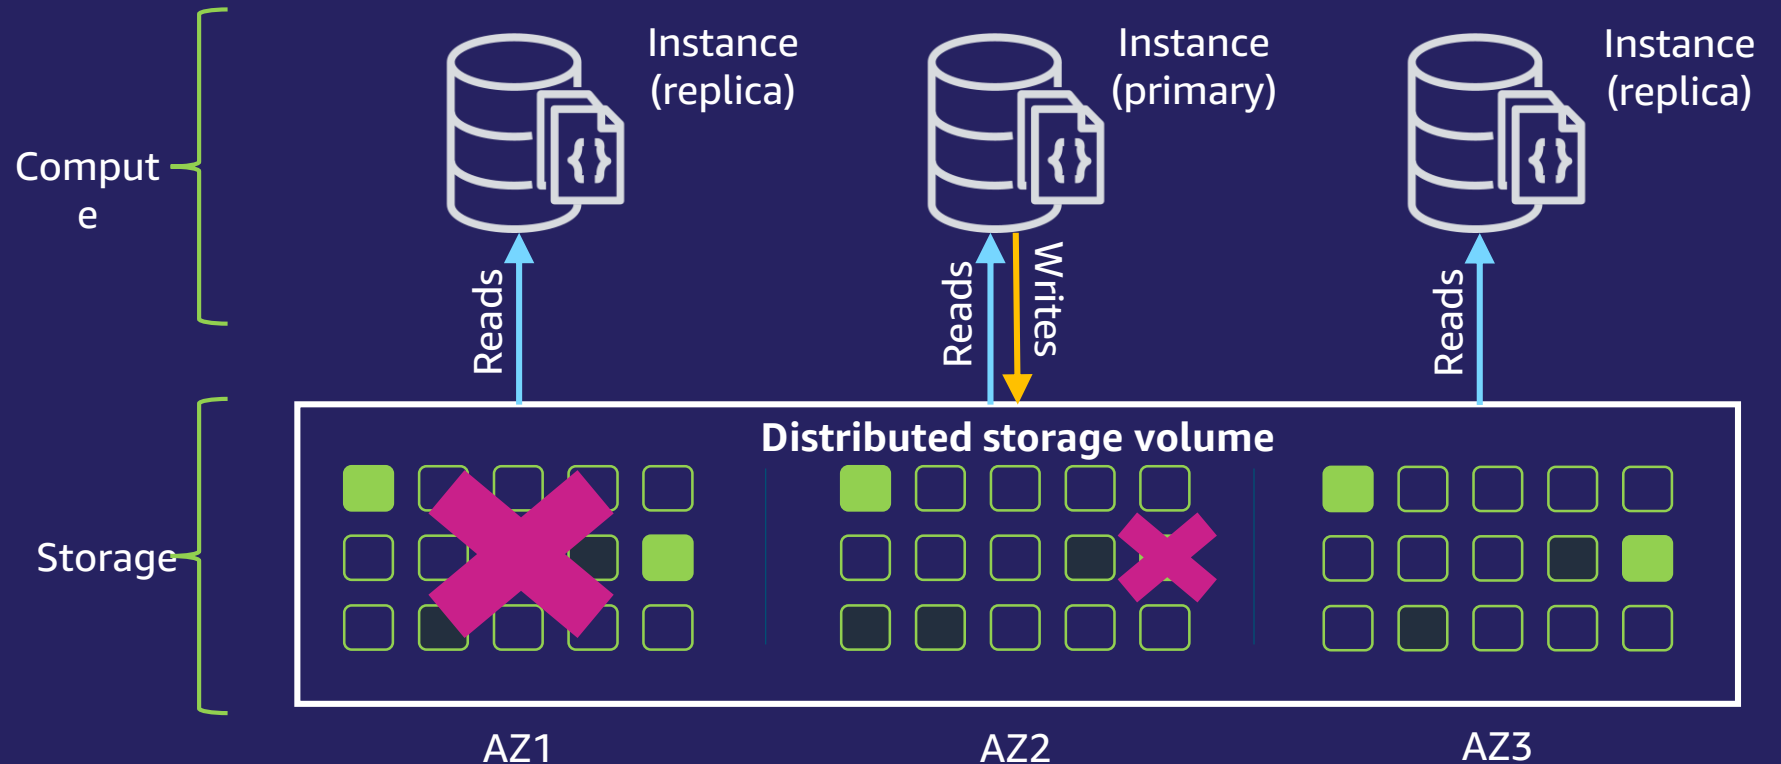 Instance
(replica)
Instance
(primary)
Instance
(replica)
Comput
e
Reads
Reads
Writes
Reads
Distributed storage volume
Storage
AZ1
AZ2
AZ3